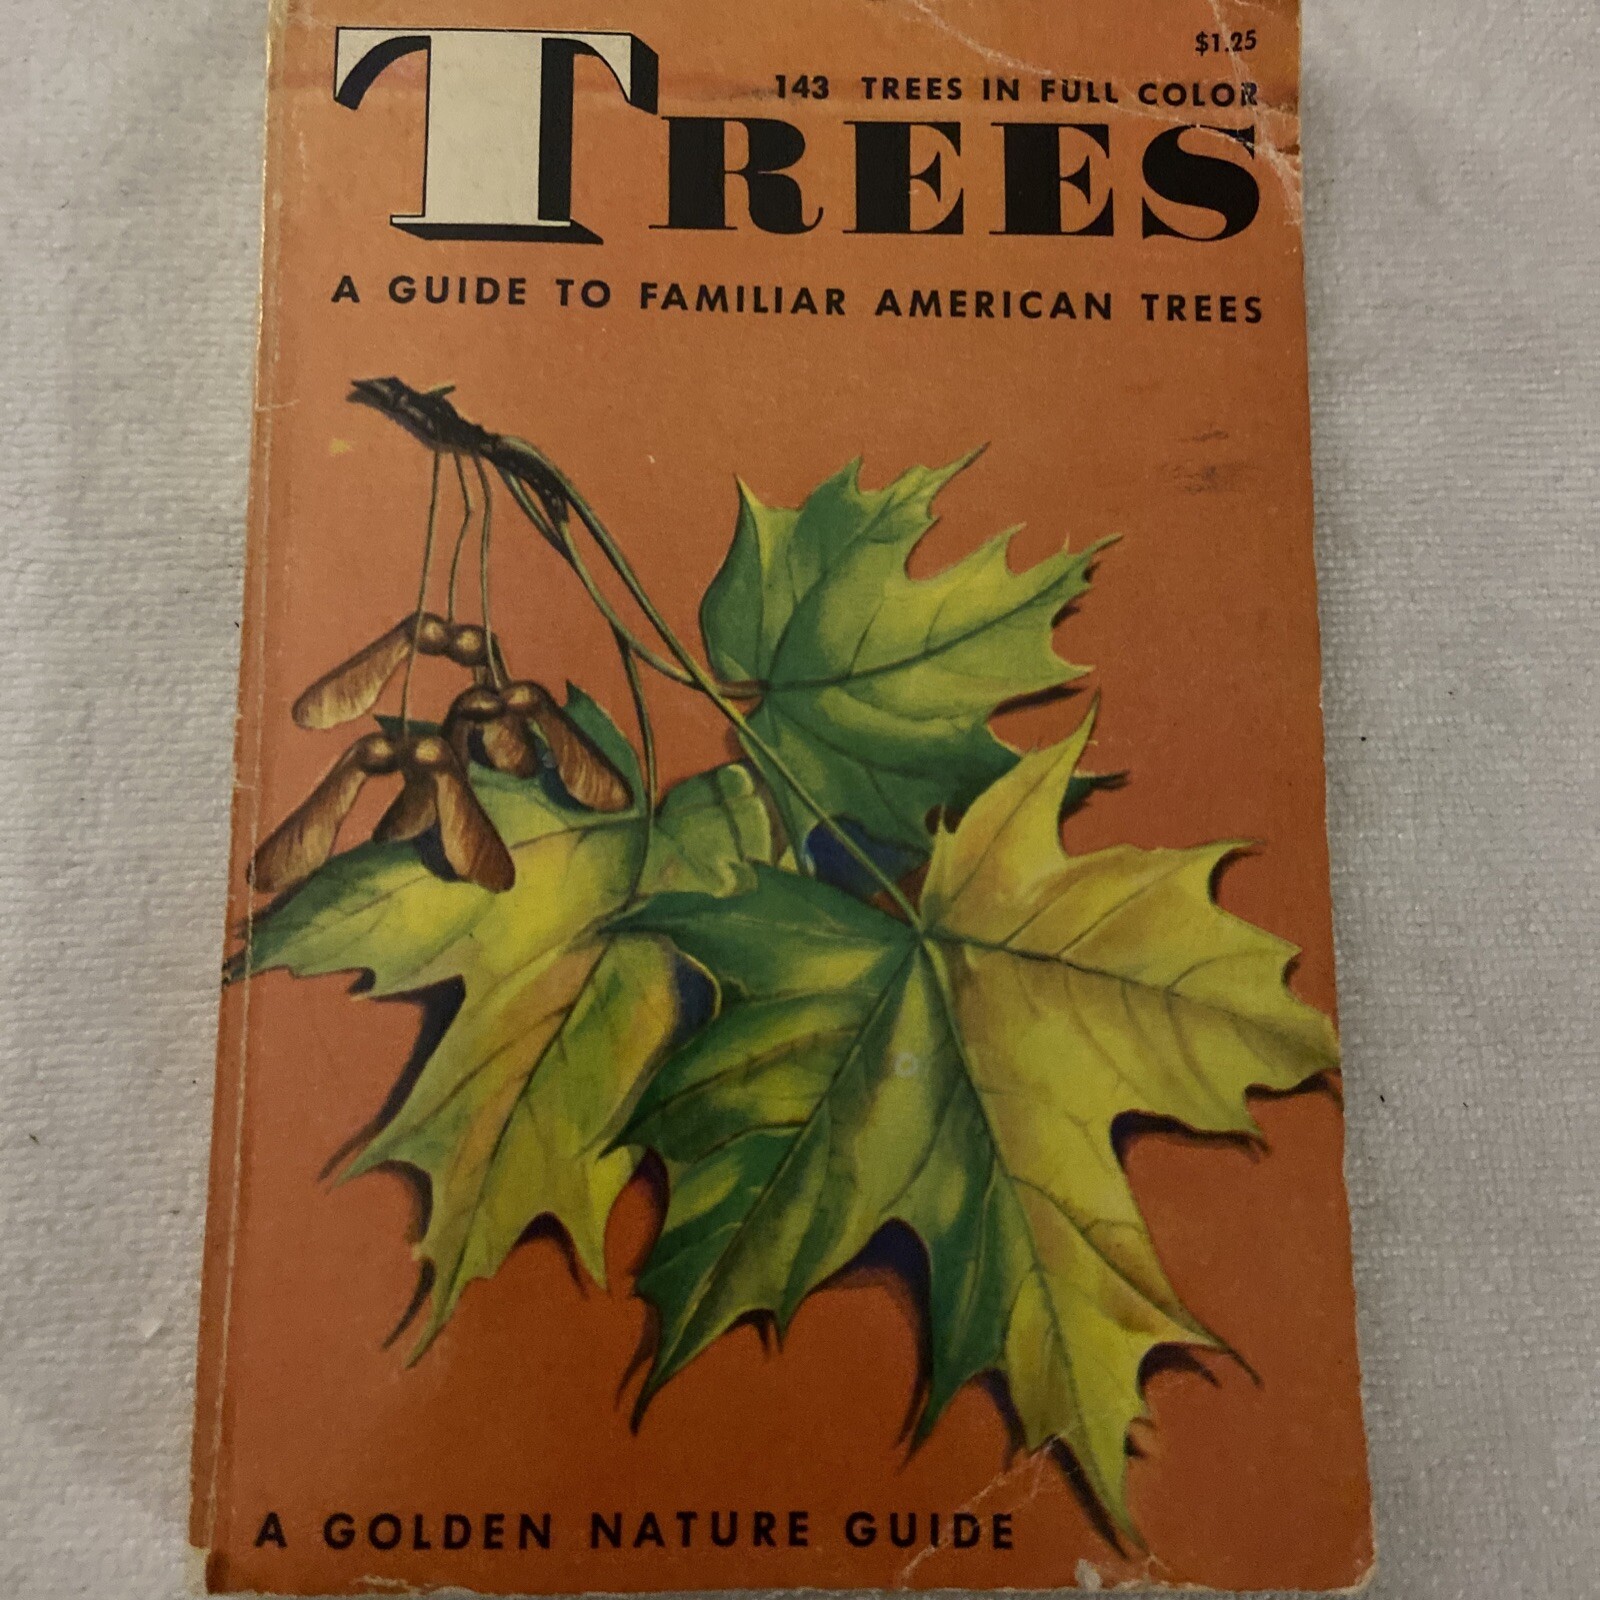 $1.25
143 TREES IN FULL COLOR
TREES
A GUIDE TO FAMILIAR AMERICAN TREES
A GOLDEN NATURE GUIDE